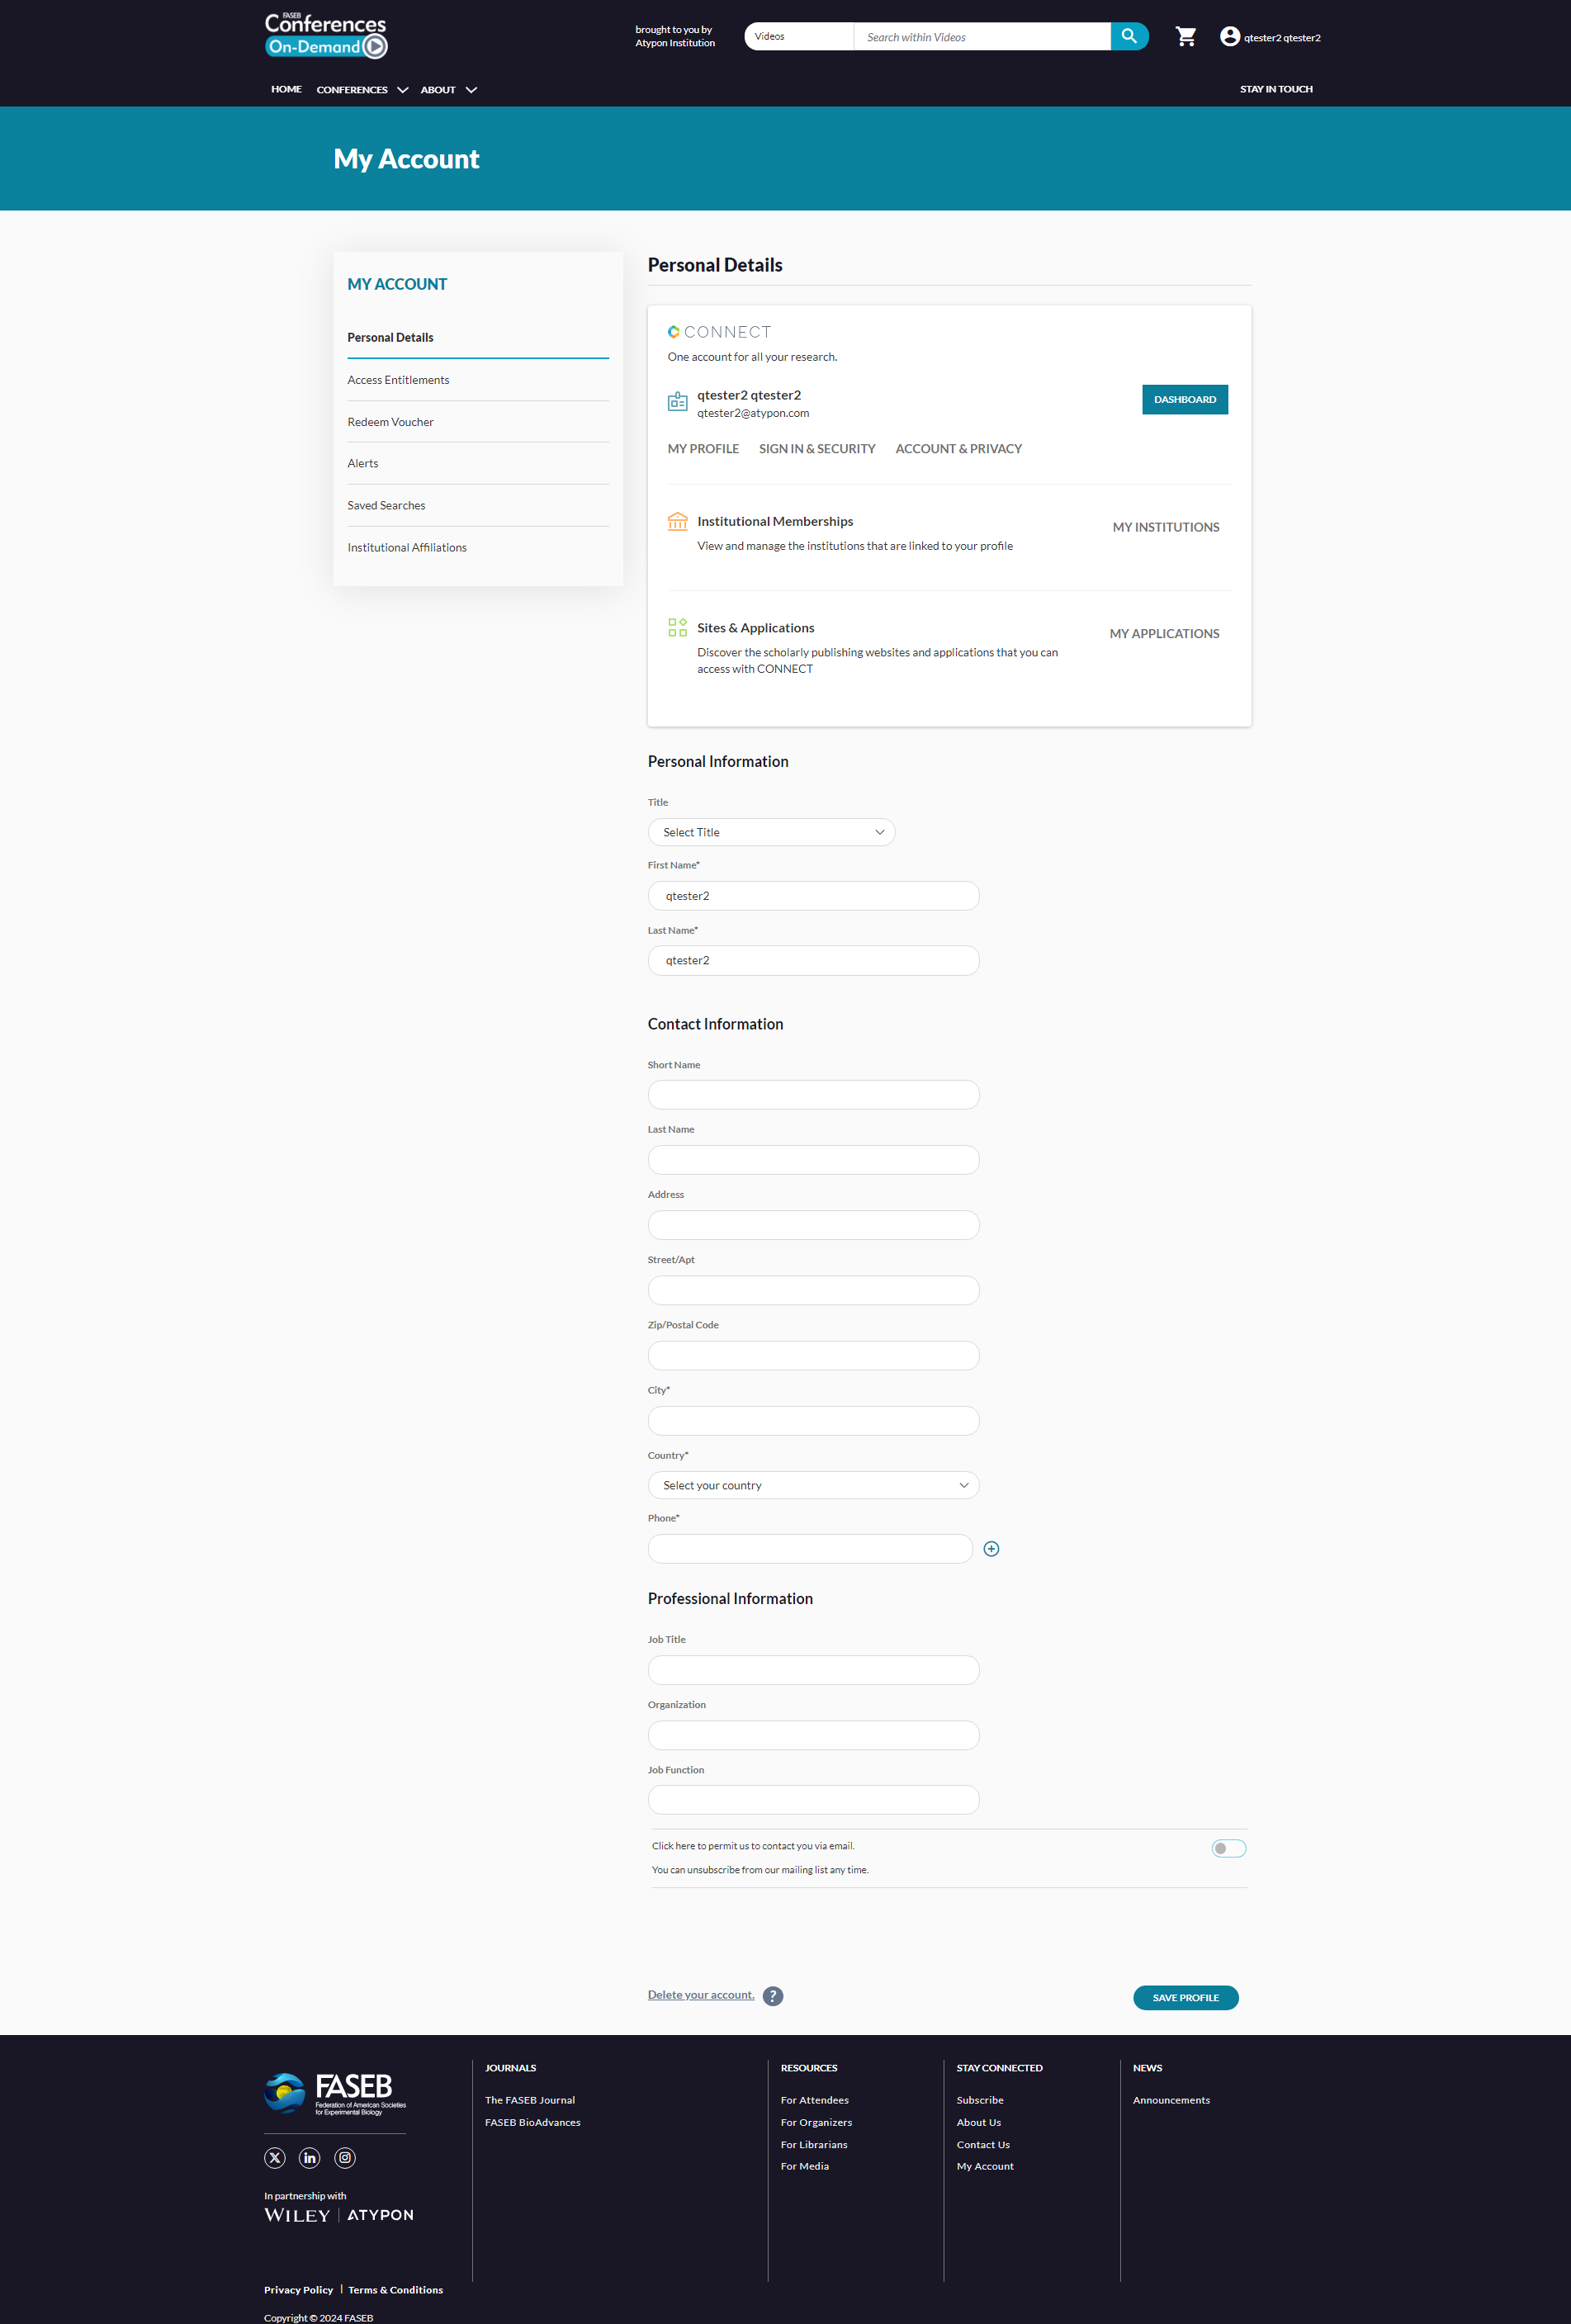 FASEB
Conferences
On-Demand
brought to you by
Atypon Institution
Videos
Search within Videos
qtester2 qtester2
HOME
CONFERENCES
ABOUT
STAY IN TOUCH
My Account
MY ACCOUNT
Personal Details
Access Entitlements
Redeem Voucher
Alerts
Saved Searches
Institutional Affiliations
Personal Details
CONNECT
One account for all your research.
qtester2 qtester2
qtester2@atypon.com
DASHBOARD
MY PROFILE
SIGN IN & SECURITY
ACCOUNT & PRIVACY
Institutional Memberships
View and manage the institutions that are linked to your profile
MY INSTITUTIONS
Sites & Applications
Discover the scholarly publishing websites and applications that you can
access with CONNECT
MY APPLICATIONS
Personal Information
Title
Select Title
First Name*
qtester2
Last Name*
qtester2
Contact Information
Short Name
Last Name
Address
Street/Apt
Zip/Postal Code
City*
Country*
Select your country
Phone*
Professional Information
Job Title
Organization
Job Function
Click here to permit us to contact you via email.
You can unsubscribe from our mailing list any time.
Delete your account.
?
SAVE PROFILE
FASEB
Federation of American Societies
for Experimental Biology
In partnership with
WILEY | ATYPON
JOURNALS
The FASEB Journal
FASEB BioAdvances
RESOURCES
For Attendees
For Organizers
For Librarians
For Media
STAY CONNECTED
Subscribe
About Us
Contact Us
My Account
NEWS
Announcements
Privacy Policy | Terms & Conditions
Copyright © 2024 FASEB